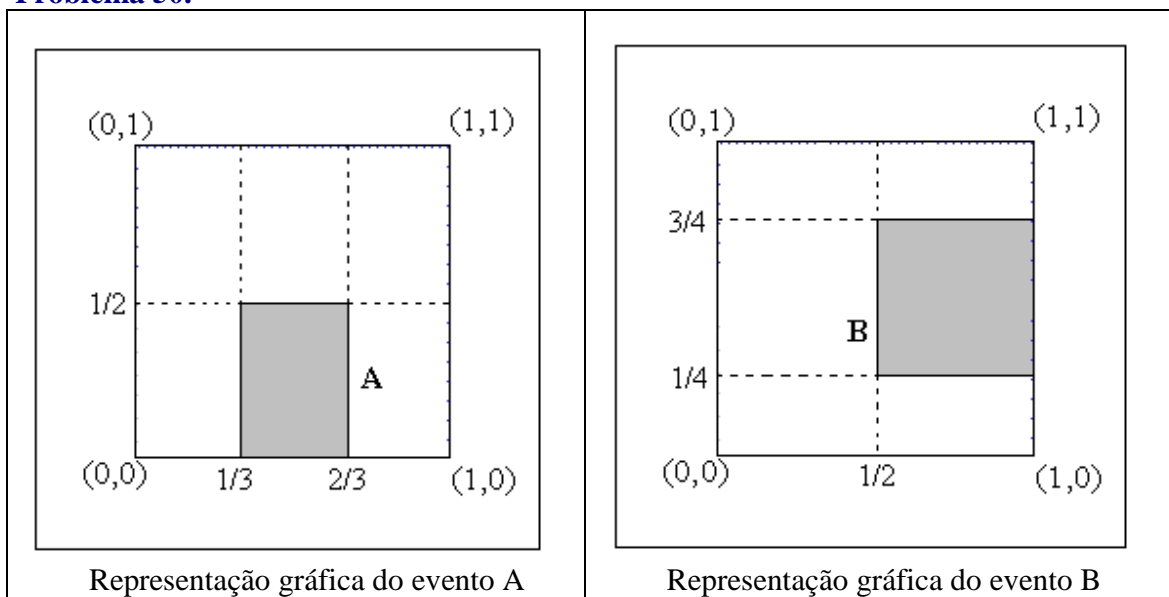 Problema 50.
(0,1) (1,1)
1/2
A
(0,0) 1/3 2/3 (1,0)
Representação gráfica do evento A
(0,1) (1,1)
3/4
B
1/4
(0,0) 1/2 (1,0)
Representação gráfica do evento B